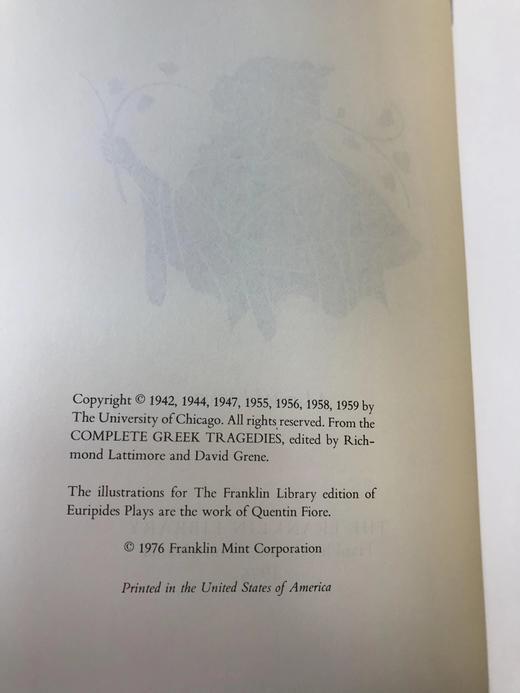 Copyright © 1942, 1944, 1947, 1955, 1956, 1958, 1959 by
The University of Chicago. All rights reserved. From the
COMPLETE GREEK TRAGEDIES, edited by Rich-
mond Lattimore and David Grene.
The illustrations for The Franklin Library edition of
Euripides Plays are the work of Quentin Fiore.
© 1976 Franklin Mint Corporation
Printed in the United States of America